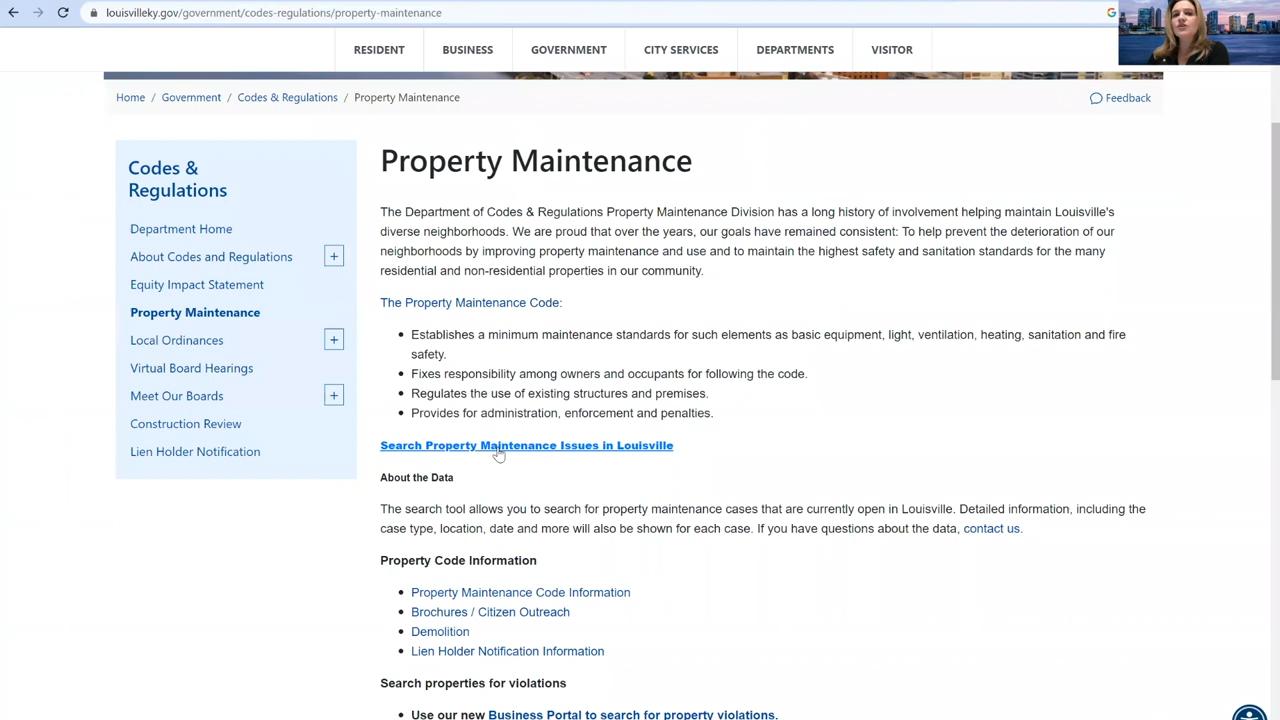 louisvilleky.gov/government/codes-regulations/property-maintenance
RESIDENT BUSINESS GOVERNMENT CITY SERVICES DEPARTMENTS VISITOR
Home / Government / Codes & Regulations / Property Maintenance
Feedback
Codes &
Regulations
Department Home
About Codes and Regulations +
Equity Impact Statement
Property Maintenance
Local Ordinances +
Virtual Board Hearings
Meet Our Boards +
Construction Review
Lien Holder Notification
Property Maintenance
The Department of Codes & Regulations Property Maintenance Division has a long history of involvement helping maintain Louisville's
diverse neighborhoods. We are proud that over the years, our goals have remained consistent: To help prevent the deterioration of our
neighborhoods by improving property maintenance and use and to maintain the highest safety and sanitation standards for the many
residential and non-residential properties in our community.
The Property Maintenance Code:
• Establishes a minimum maintenance standards for such elements as basic equipment, light, ventilation, heating, sanitation and fire
safety.
• Fixes responsibility among owners and occupants for following the code.
• Regulates the use of existing structures and premises.
• Provides for administration, enforcement and penalties.
Search Property Maintenance Issues in Louisville
About the Data
The search tool allows you to search for property maintenance cases that are currently open in Louisville. Detailed information, including the
case type, location, date and more will also be shown for each case. If you have questions about the data, contact us.
Property Code Information
• Property Maintenance Code Information
• Brochures / Citizen Outreach
• Demolition
• Lien Holder Notification Information
Search properties for violations
• Use our new Business Portal to search for property violations.